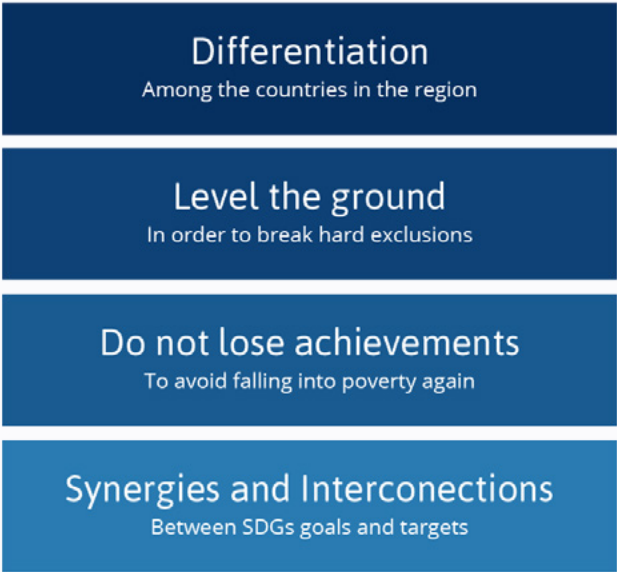 Differentiation
Among the countries in the region
Level the ground
In order to break hard exclusions
Do not lose achievements
To avoid falling into poverty again
Synergies and Interconections
Between SDGs goals and targets